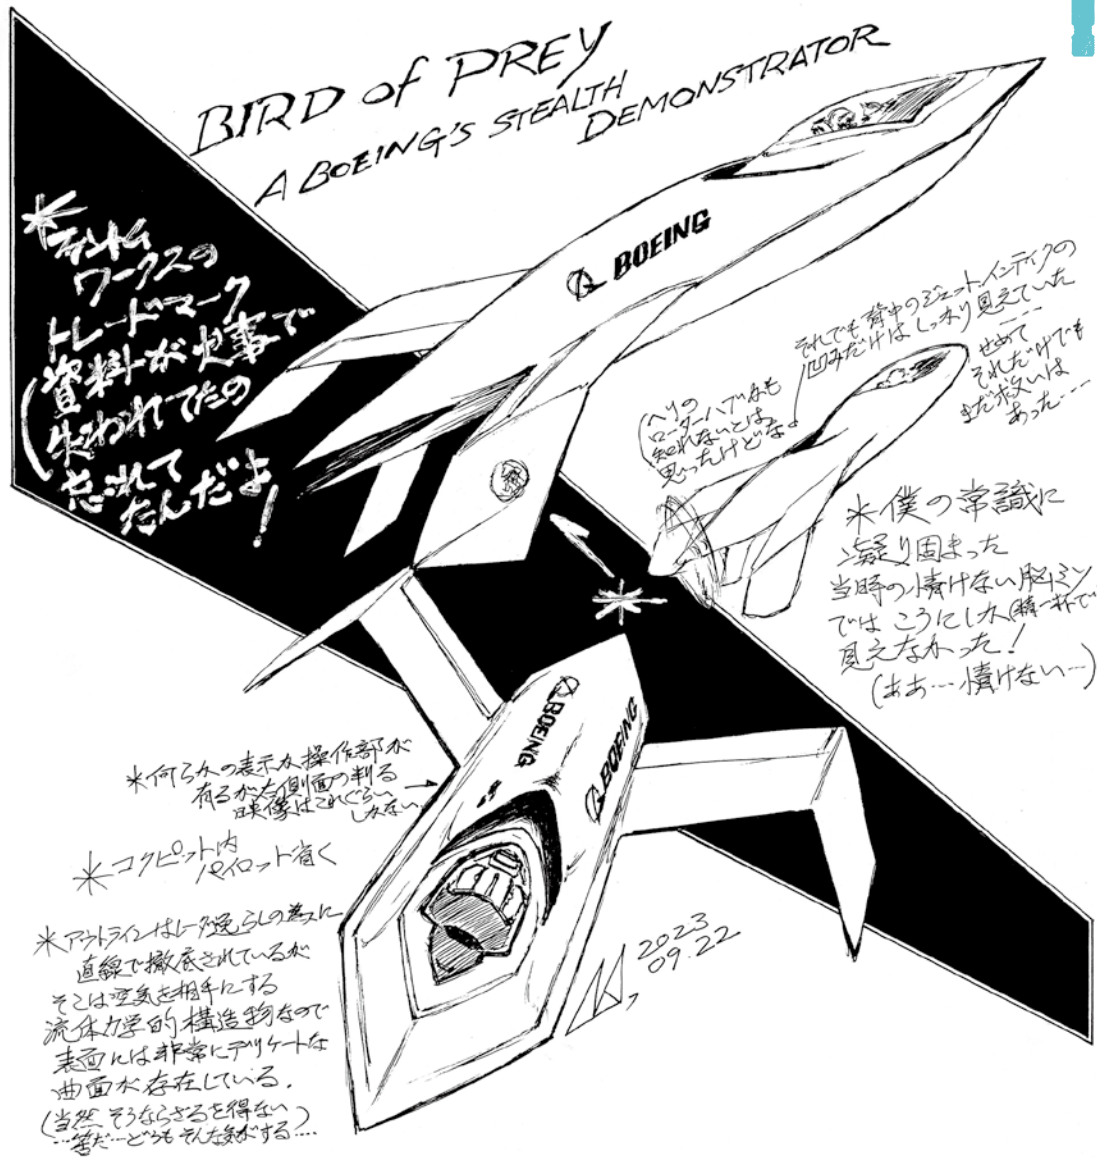 BIRD of PREY
A BOEING'S STEALTH
DEMONSTRATOR
*ファントム
ワークスの
トレードマーク
(資料が火事で
失われてたの
忘れて
たんだよ!
BOEING
それでも背中のジェットインテイクの
凹みだけはしっかり見えていた
……
せめて
それだけでも
まだ救いは
あった…
(ヘリの
ローターハブかも
知れないとは
思ったけどな)
*僕の常識に
凝り固まった
当時の情けない脳ミソ
ではこうにしか(精一杯で
見えなかった!
(ああ…情けない…)
*
BOEING
BOEING
*何らかの表示か操作部が
有るが左側面の判る
映像はこれぐらい
しかない
*コクピット内
パイロット省く
*アウトラインはレーダー逸らしの為に
直線で徹底されているが
そこは空気を相手にする
流体力学的構造物なので
表面には非常にデリケートな
曲面が存在している.
(当然そうならざるを得ない
…筈だ…どうもそんな気がする)…
2023
09.22